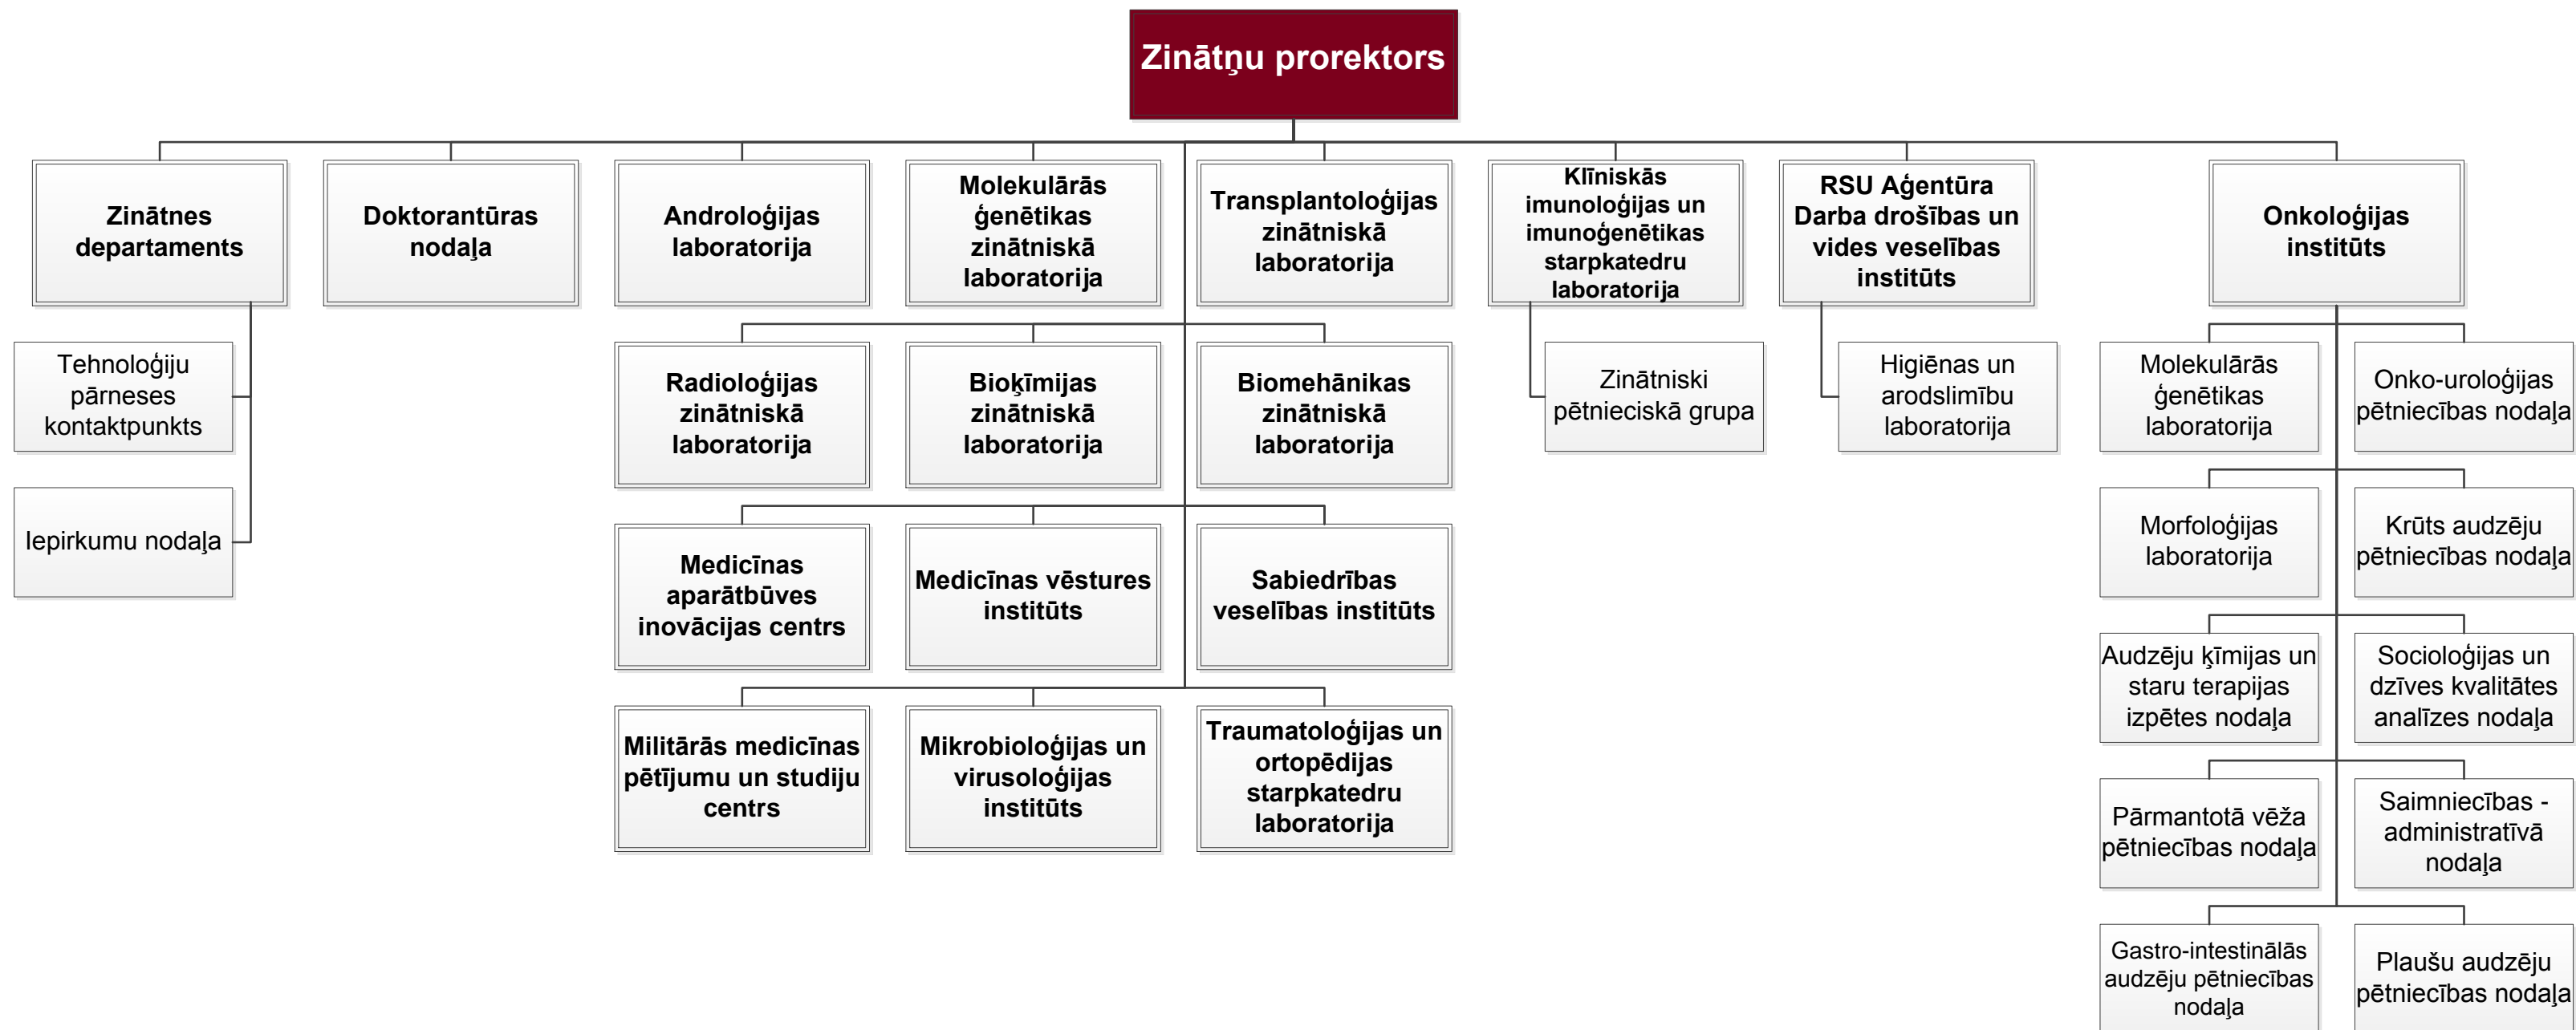 Zinātņu prorektors
Zinātnes
departaments
Doktorantūras
nodaļa
Androloģijas
laboratorija
Molekulārās
ģenētikas
zinātniskā
laboratorija
Transplantoloģijas
zinātniskā
laboratorija
Klīniskās
imunoloģijas un
imunoģenētikas
starpkatedru
laboratorija
RSU Aģentūra
Darba drošības un
vides veselības
institūts
Onkoloģijas
institūts
Tehnoloģiju
pārneses
kontaktpunkts
Radioloģijas
zinātniskā
laboratorija
Bioķīmijas
zinātniskā
laboratorija
Biomehānikas
zinātniskā
laboratorija
Zinātniski
pētnieciskā grupa
Higiēnas un
arodslimību
laboratorija
Molekulārās
ģenētikas
laboratorija
Onko-uroloģijas
pētniecības nodaļa
Iepirkumu nodaļa
Medicīnas
aparātbūves
inovācijas centrs
Medicīnas vēstures
institūts
Sabiedrības
veselības institūts
Morfoloģijas
laboratorija
Krūts audzēju
pētniecības nodaļa
Audzēju ķīmijas un
staru terapijas
izpētes nodaļa
Socioloģijas un
dzīves kvalitātes
analīzes nodaļa
Militārās medicīnas
pētījumu un studiju
centrs
Mikrobioloģijas un
virusoloģijas
institūts
Traumatoloģijas un
ortopēdijas
starpkatedru
laboratorija
Pārmantotā vēža
pētniecības nodaļa
Saimniecības -
administratīvā
nodaļa
Gastro-intestinālās
audzēju pētniecības
nodaļa
Plaušu audzēju
pētniecības nodaļa